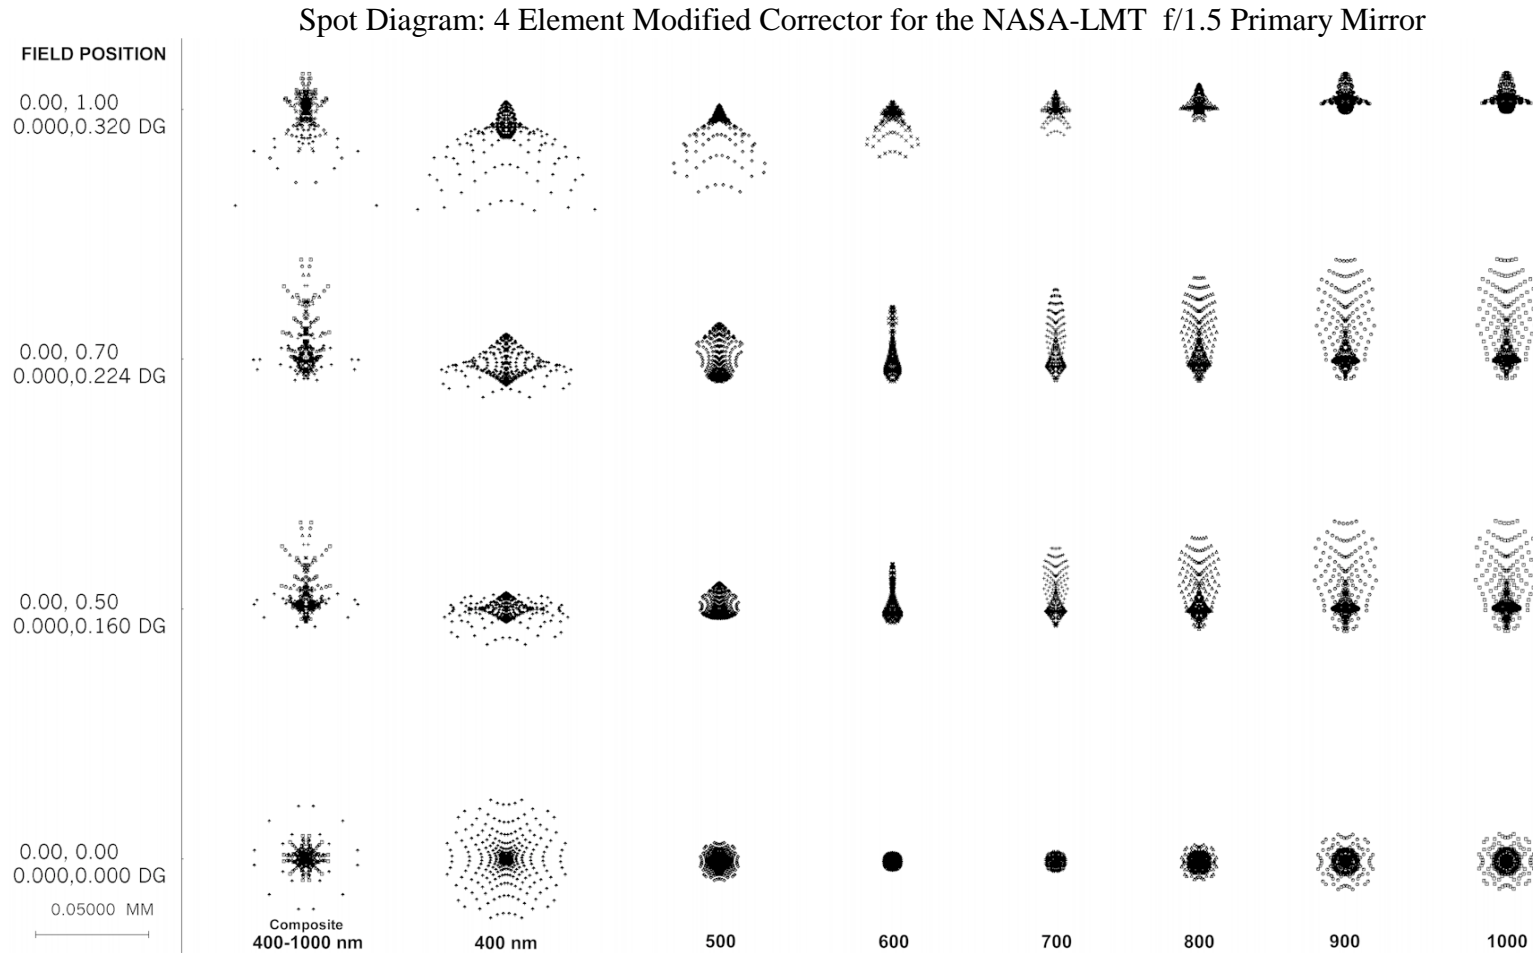 Spot Diagram: 4 Element Modified Corrector for the NASA-LMT f/1.5 Primary Mirror
FIELD POSITION
0.00, 1.00
0.000,0.320 DG
0.00, 0.70
0.000,0.224 DG
0.00, 0.50
0.000,0.160 DG
0.00, 0.00
0.000,0.000 DG
0.05000 MM
Composite
400-1000 nm
400 nm
500
600
700
800
900
1000